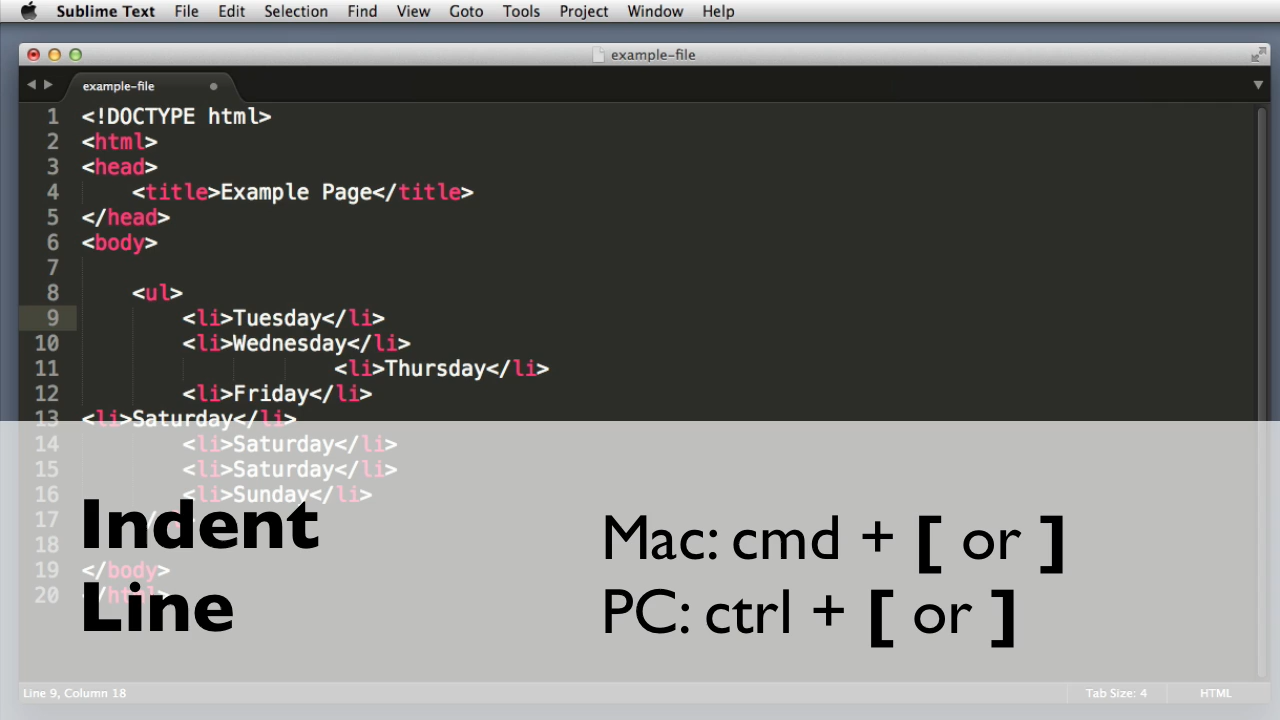 Sublime Text File Edit Selection Find View Goto Tools Project Window Help
example-file
example-file
1 <!DOCTYPE html>
2 <html>
3 <head>
4     <title>Example Page</title>
5 </head>
6 <body>
7
8     <ul>
9         <li>Tuesday</li>
10         <li>Wednesday</li>
11                     <li>Thursday</li>
12         <li>Friday</li>
13 <li>Saturday</li>
14         <li>Saturday</li>
15         <li>Saturday</li>
16         <li>Sunday</li>
17
18
19 </body>
20 </html>
Indent
Line
Mac: cmd + [ or ]
PC: ctrl + [ or ]
Line 9, Column 18 Tab Size: 4 HTML